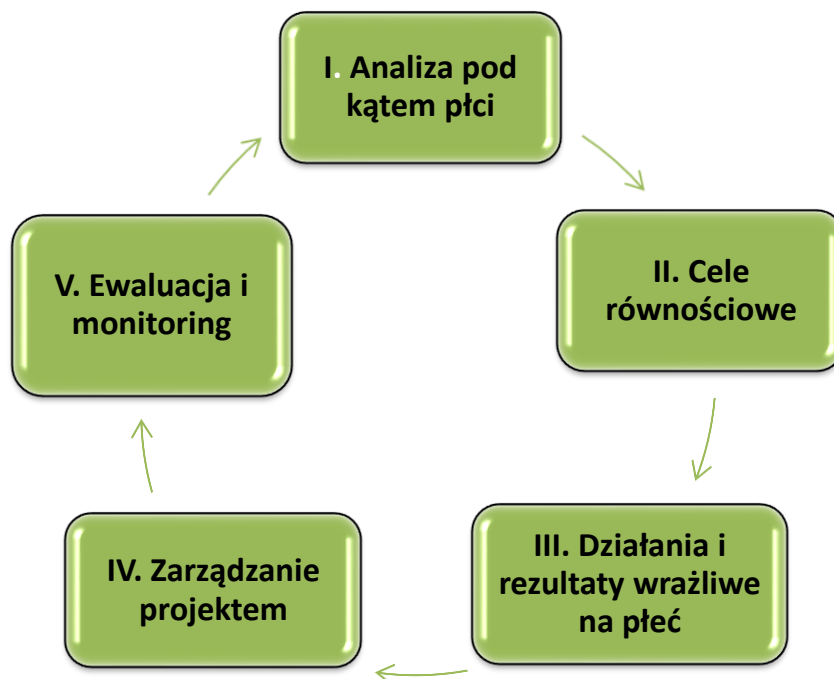 I. Analiza pod
kątem płci
II. Cele
równościowe
III. Działania i
rezultaty wrażliwe
na płeć
IV. Zarządzanie
projektem
V. Ewaluacja i
monitoring